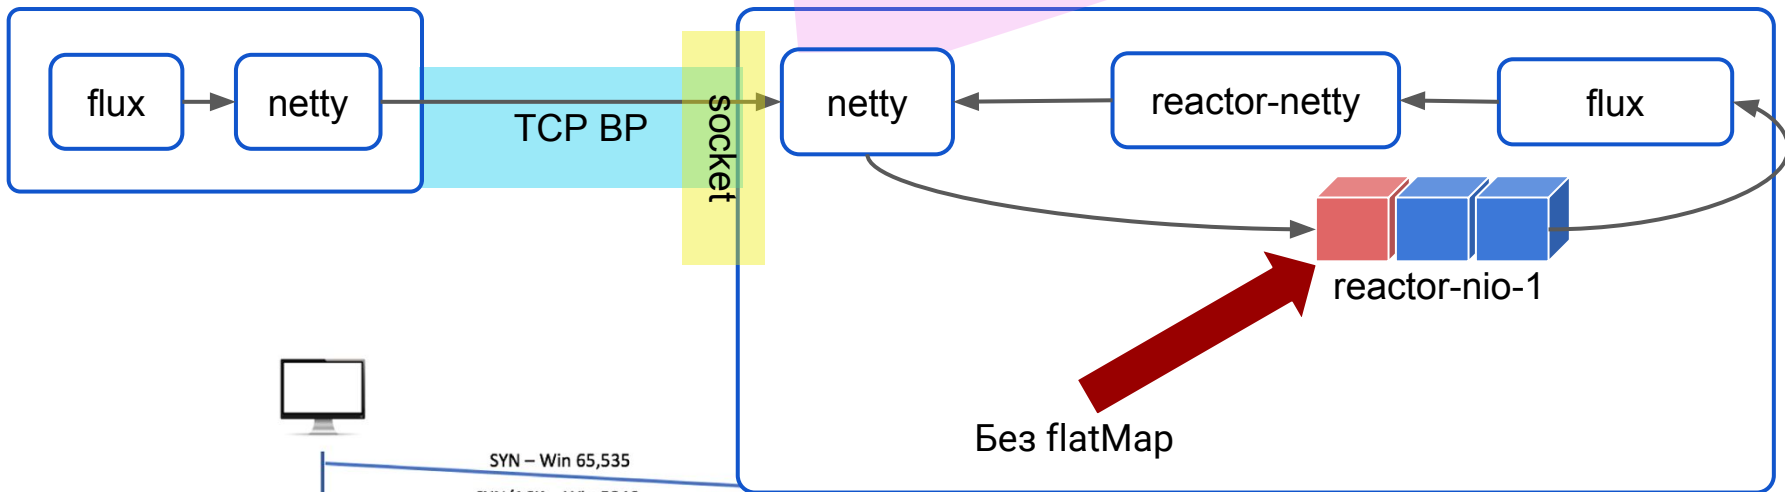 flux
netty
TCP BP
socket
netty
reactor-netty
flux
reactor-nio-1
Без flatMap
SYN – Win 65,535